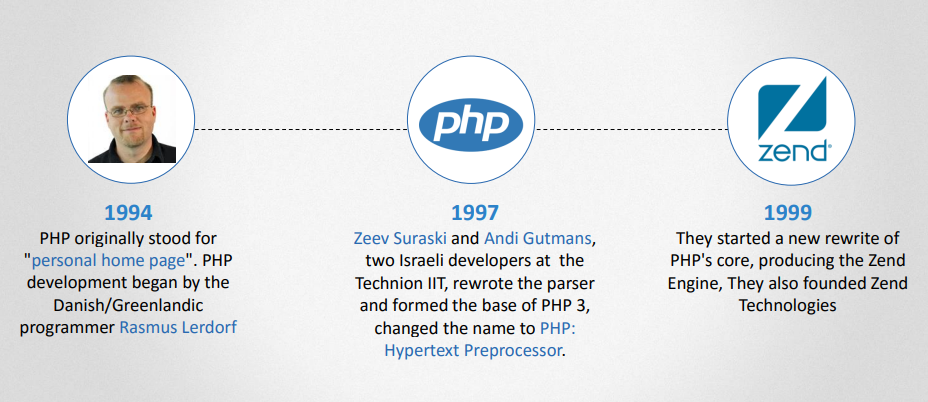 php
zend
1994
PHP originally stood for
"personal home page". PHP
development began by the
Danish/Greenlandic
programmer Rasmus Lerdorf
1997
Zeev Suraski and Andi Gutmans,
two Israeli developers at the
Technion IIT, rewrote the parser
and formed the base of PHP 3,
changed the name to PHP:
Hypertext Preprocessor.
1999
They started a new rewrite of
PHP's core, producing the Zend
Engine, They also founded Zend
Technologies